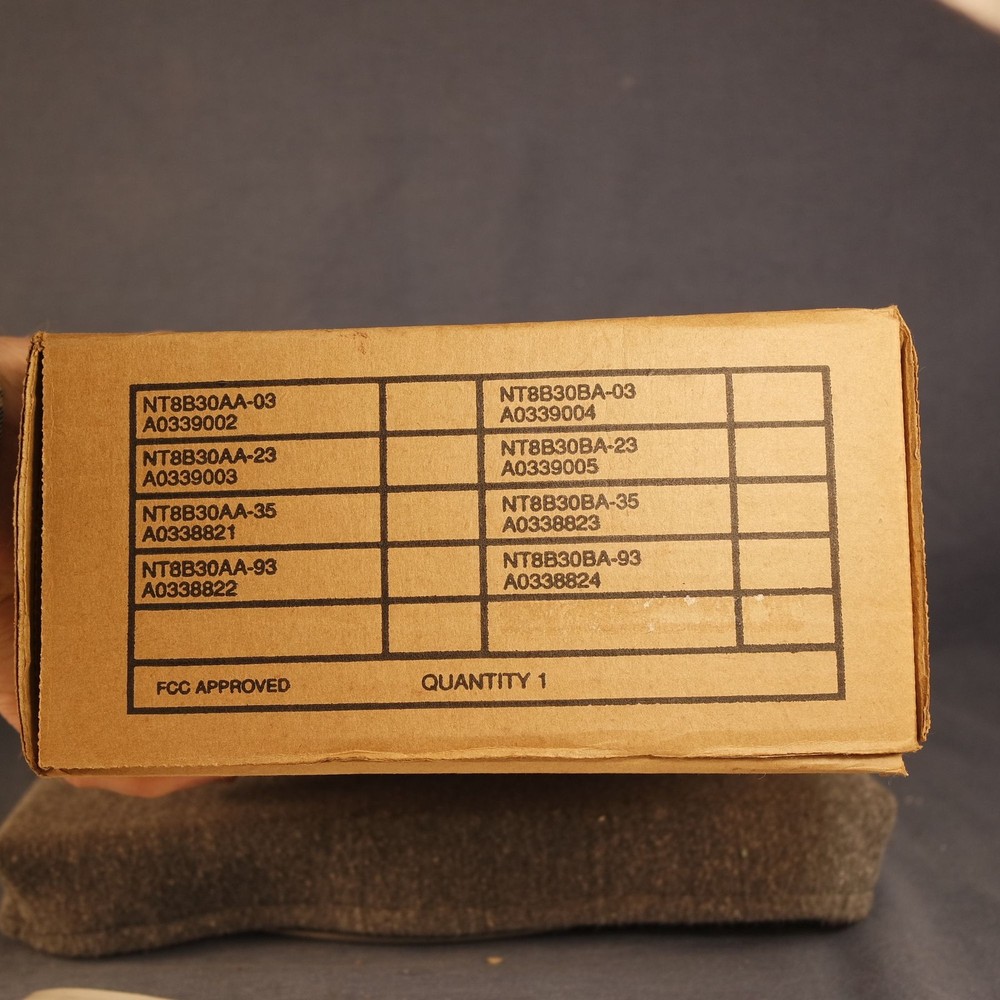 NT8B30AA-03
A0339002
NT8B30BA-03
A0339004
NT8B30AA-23
A0339003
NT8B30BA-23
A0339005
NT8B30AA-35
A0338821
NT8B30BA-35
A0338823
NT8B30AA-93
A0338822
NT8B30BA-93
A0338824
FCC APPROVED
QUANTITY 1